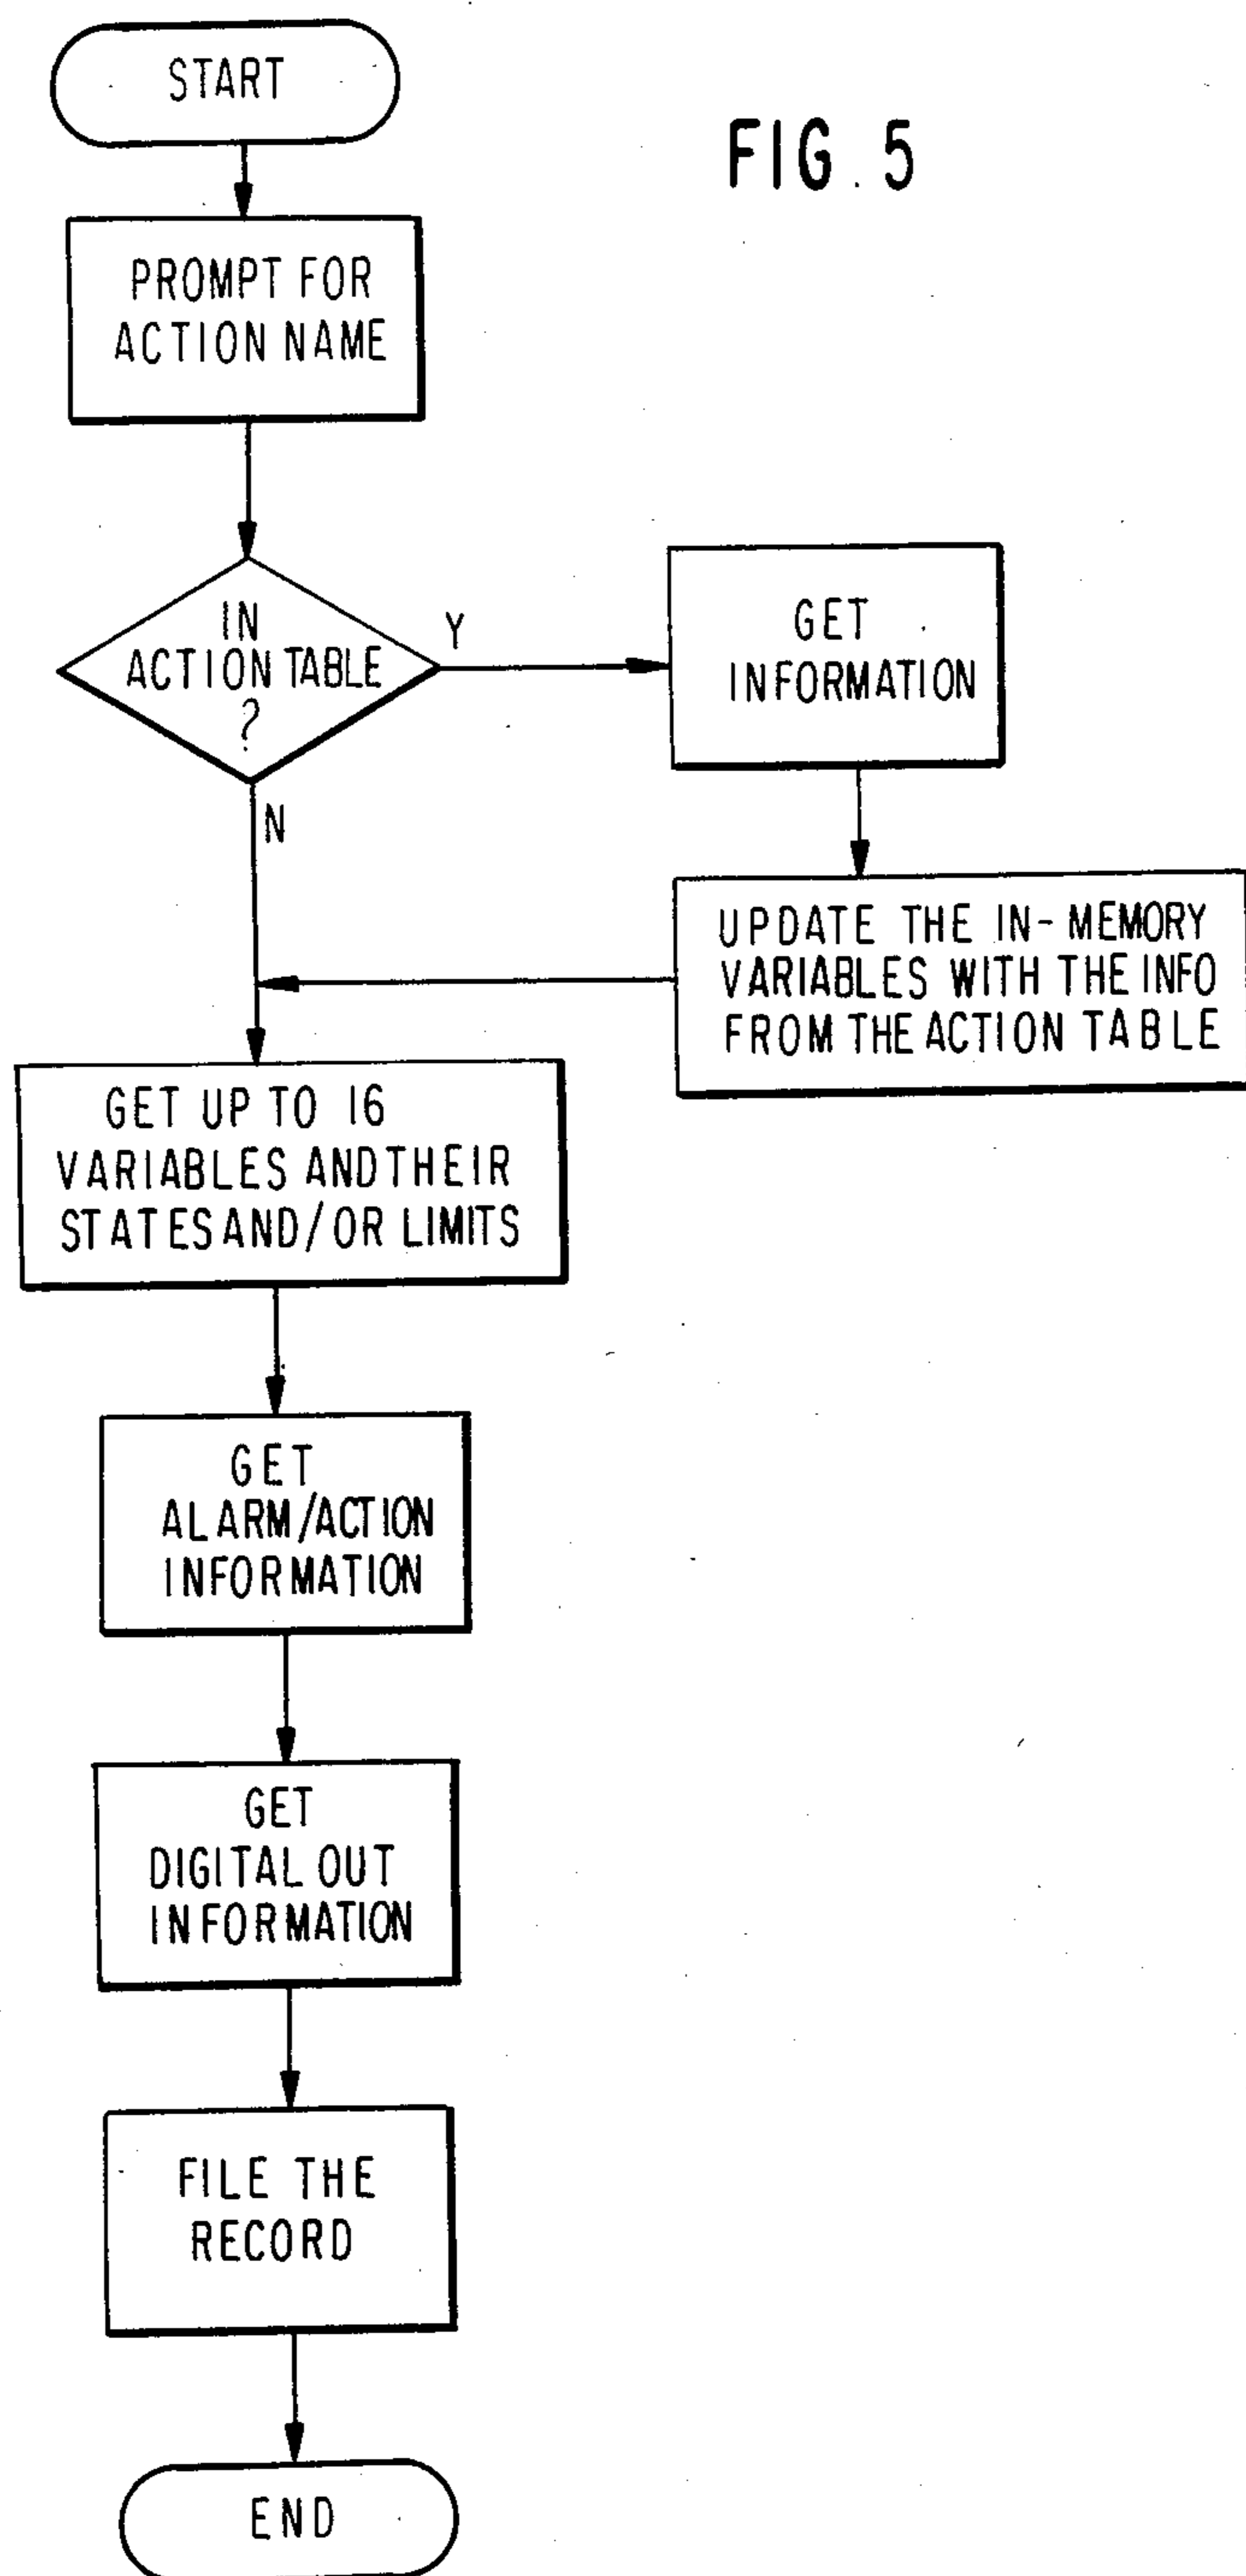 START
FIG. 5
PROMPT FOR
ACTION NAME
IN
ACTION TABLE
?
Y
GET
INFORMATION
N
UPDATE THE IN-MEMORY
VARIABLES WITH THE INFO
FROM THE ACTION TABLE
GET UP TO 16
VARIABLES AND THEIR
STATES AND/OR LIMITS
GET
ALARM/ACTION
INFORMATION
GET
DIGITAL OUT
INFORMATION
FILE THE
RECORD
END